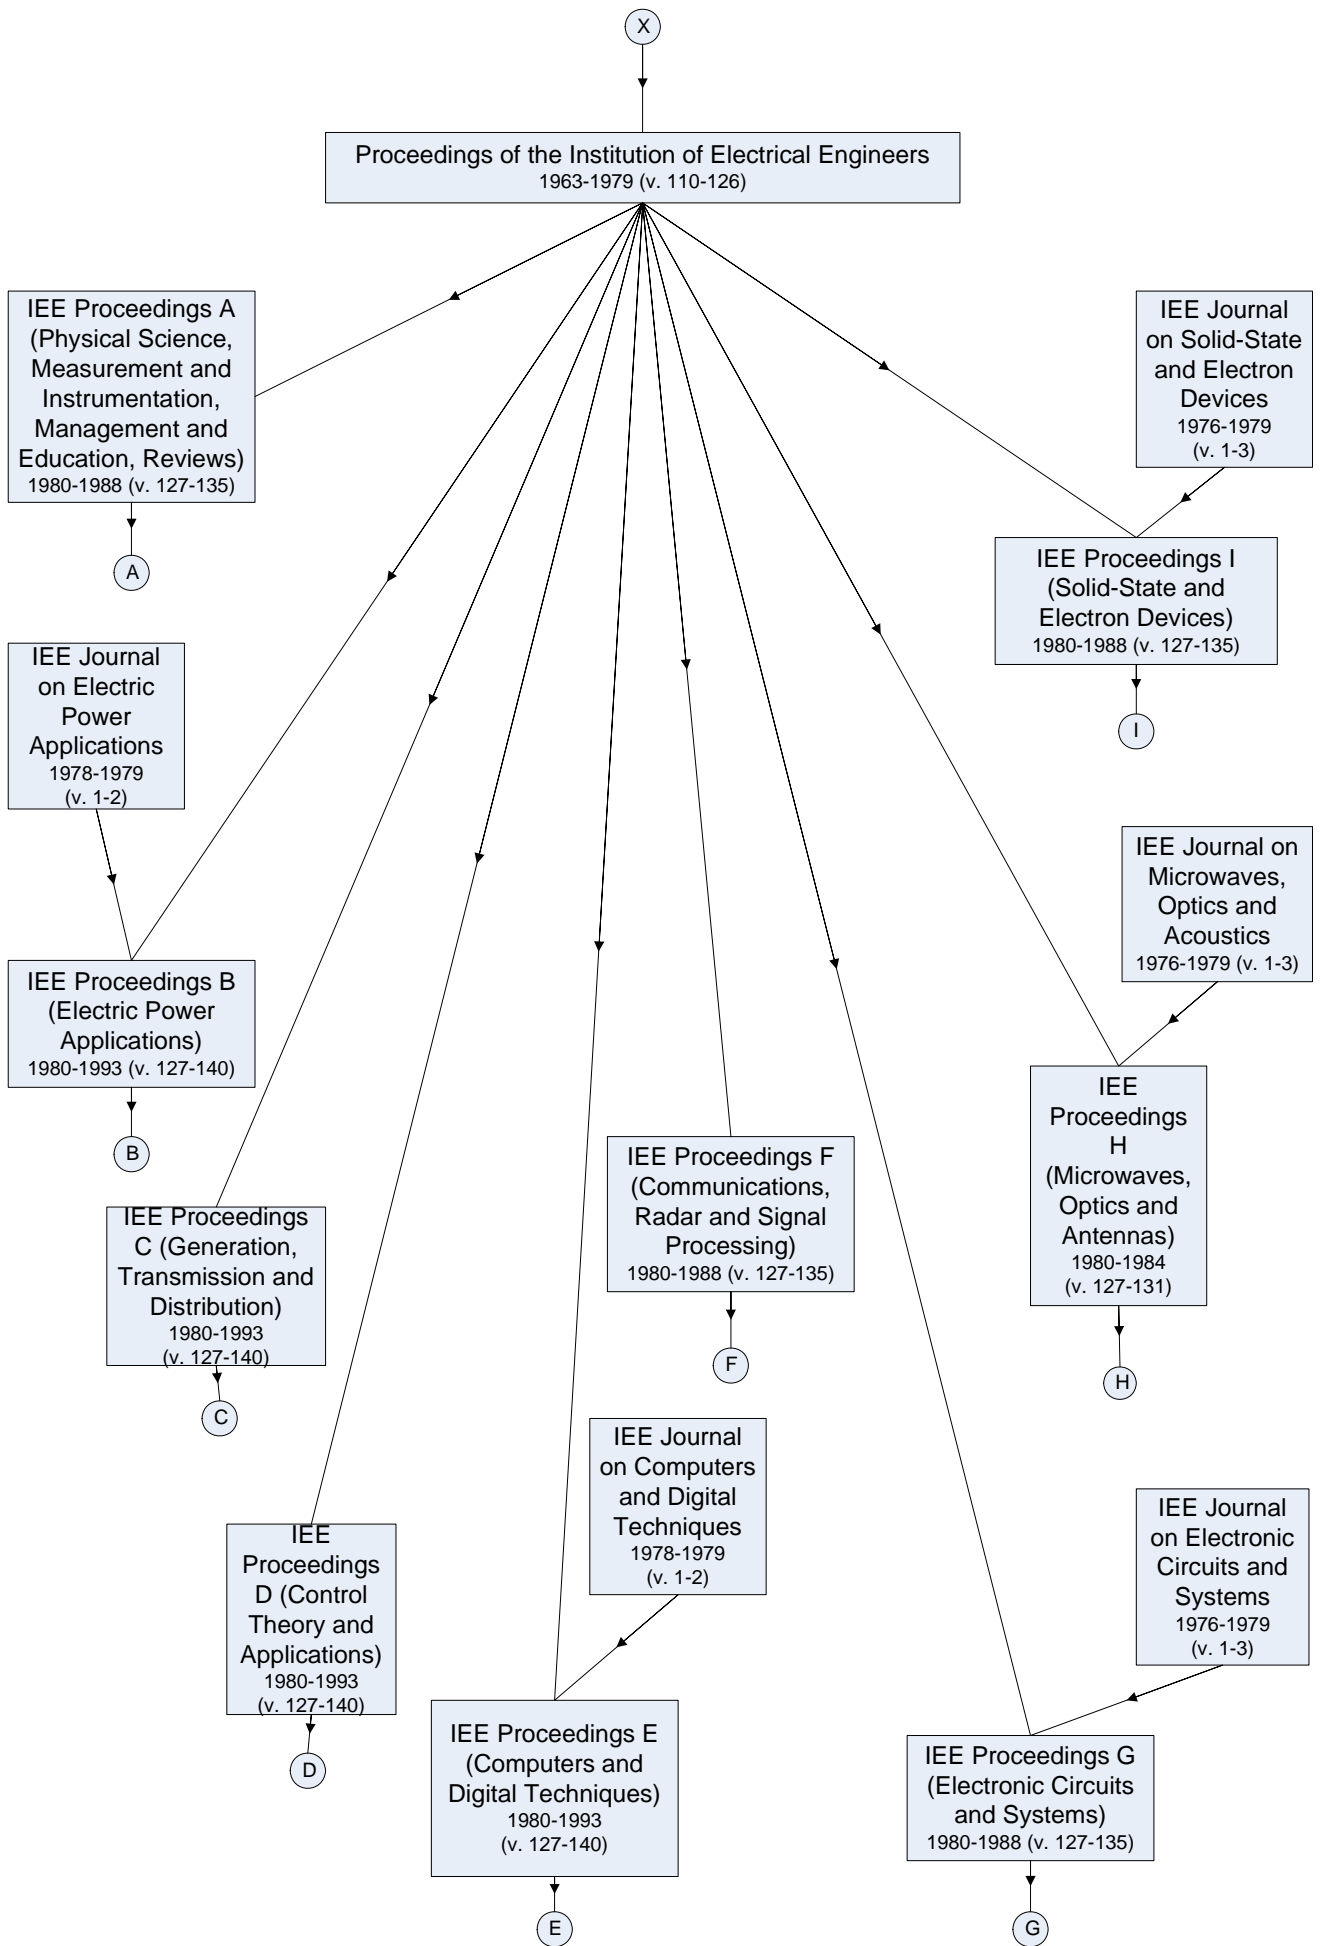 X
Proceedings of the Institution of Electrical Engineers
1963-1979 (v. 110-126)
IEE Proceedings A
(Physical Science,
Measurement and
Instrumentation,
Management and
Education, Reviews)
1980-1988 (v. 127-135)
A
IEE Journal
on Solid-State
and Electron
Devices
1976-1979
(v. 1-3)
IEE Proceedings I
(Solid-State and
Electron Devices)
1980-1988 (v. 127-135)
I
IEE Journal
on Electric
Power
Applications
1978-1979
(v. 1-2)
IEE Journal on
Microwaves,
Optics and
Acoustics
1976-1979 (v. 1-3)
IEE Proceedings B
(Electric Power
Applications)
1980-1993 (v. 127-140)
B
IEE
Proceedings
H
(Microwaves,
Optics and
Antennas)
1980-1984
(v. 127-131)
H
IEE Proceedings F
(Communications,
Radar and Signal
Processing)
1980-1988 (v. 127-135)
F
IEE Proceedings
C (Generation,
Transmission and
Distribution)
1980-1993
(v. 127-140)
C
IEE Journal
on Computers
and Digital
Techniques
1978-1979
(v. 1-2)
IEE Journal
on Electronic
Circuits and
Systems
1976-1979
(v. 1-3)
IEE
Proceedings
D (Control
Theory and
Applications)
1980-1993
(v. 127-140)
D
IEE Proceedings E
(Computers and
Digital Techniques)
1980-1993
(v. 127-140)
E
IEE Proceedings G
(Electronic Circuits
and Systems)
1980-1988 (v. 127-135)
G